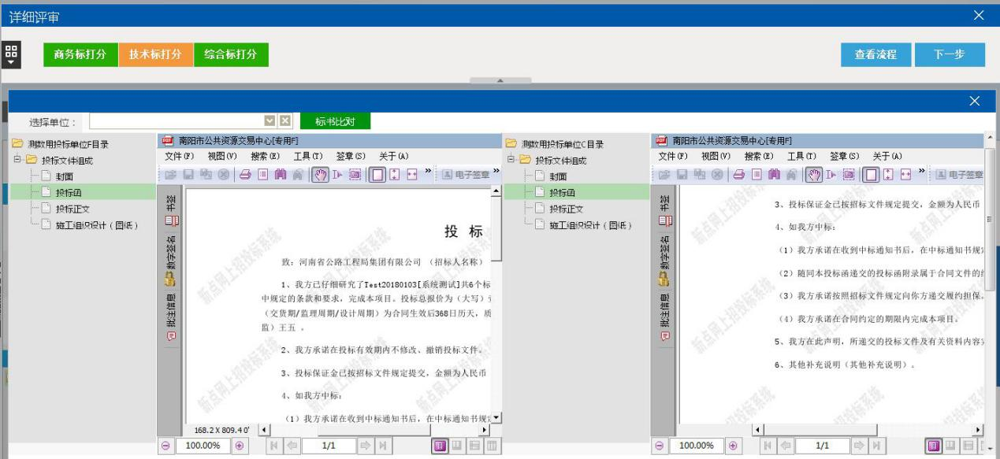 详细评审
商务标打分 技术标打分 综合标打分 查看流程 下一步
选择单位： 标书比对
测试用投标单位F目录
投标文件组成
封面
投标函
投标正文
施工组织设计（图纸）
南阳市公共资源交易中心[专用F]
文件(F) 视图(V) 搜索(E) 工具(T) 签章(S) 关于(A)
电子签章
书签
数字签名
批注信息
投 标
致：河南省公路工程局集团有限公司 （招标人名称）
1、我方已仔细研究了Test20180103[系统测试]共6个标
中规定的条款和要求，完成本项目。投标总报价为（大写）
（交货期/监理周期/设计周期）为合同生效后368日历天，质
监）王五 。
2、我方承诺在投标有效期内不修改、撤销投标文件。
3、投标保证金已按招标文件规定提交，金额为人民币
4、如我方中标：
（1）我方承诺在收到中标通知书后，在中标通知书规
新点网上招投标系统
168.2 X 809.40'
100.00% 1/1
测试用投标单位C目录
投标文件组成
封面
投标函
投标正文
施工组织设计（图纸）
南阳市公共资源交易中心[专用F]
文件(F) 视图(V) 搜索(E) 工具(T) 签章(S) 关于(A)
电子签章
书签
数字签名
批注信息
3、投标保证金已按招标文件规定提交，金额为人民币
4、如我方中标：
（1）我方承诺在收到中标通知书后，在中标通知书规定
（2）随同本投标函递交的投标函附录属于合同文件的组
（3）我方承诺按照招标文件规定向你方递交履约担保。
（4）我方承诺在合同约定的期限内完成本项目。
5、我方在此声明，所递交的投标文件及有关资料内容完
6、其他补充说明（其他补充说明）。
新点网上招投标系统
100.00% 1/1